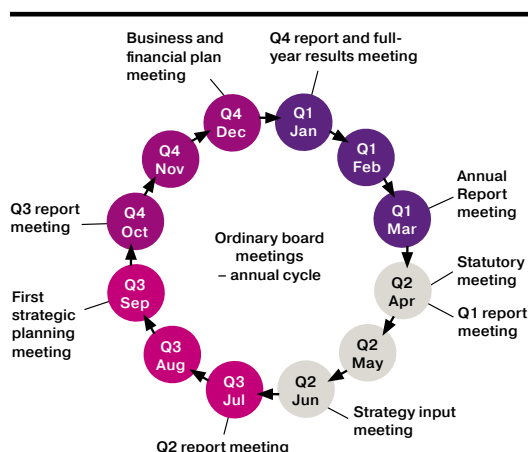 Business and
financial plan
meeting
Q4 report and full-
year results meeting
Q4
Dec
Q1
Jan
Q4
Nov
Q1
Feb
Annual
Report
meeting
Q3 report
meeting
Q4
Oct
Q1
Mar
Ordinary board
meetings
– annual cycle
Statutory
meeting
First
strategic
planning
meeting
Q3
Sep
Q2
Apr
Q1 report
meeting
Q3
Aug
Q2
May
Q3
Jul
Q2
Jun
Strategy input
meeting
Q2 report meeting